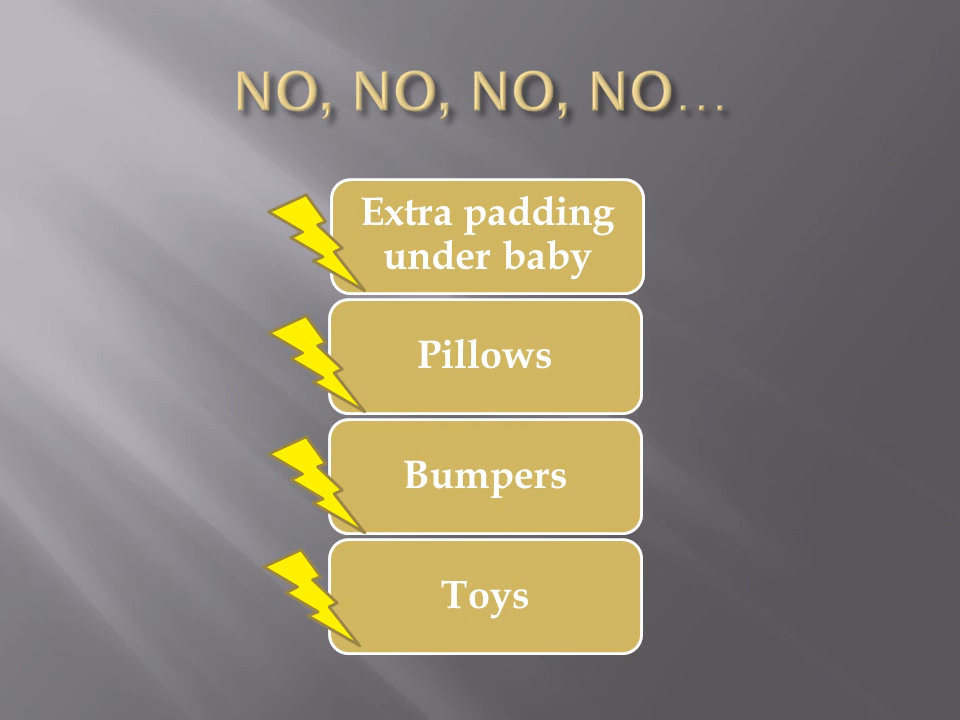 NO, NO, NO, NO...
Extra padding
under baby
Pillows
Bumpers
Toys